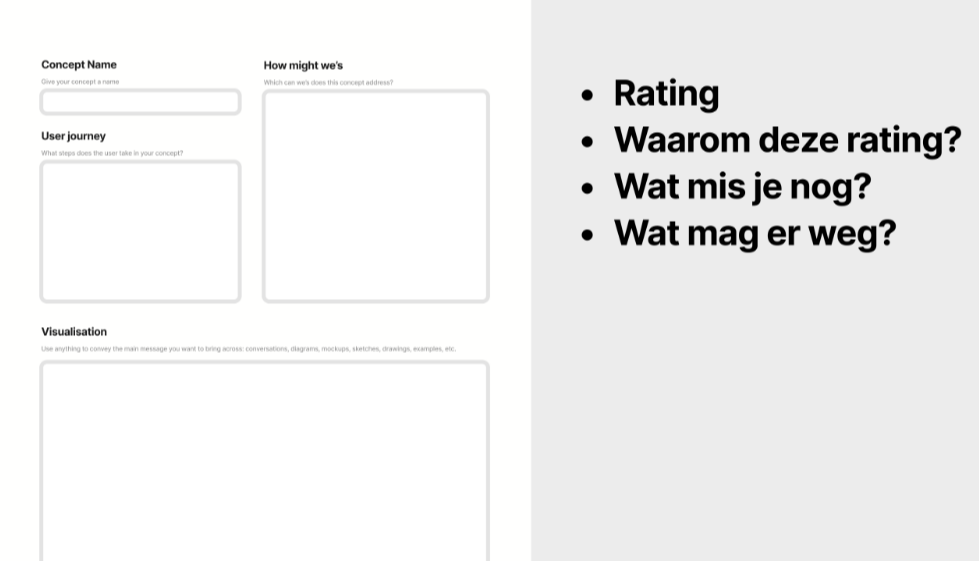 Concept Name
Give your concept a name
User journey
What steps does the user take in your concept?
How might we's
Which can we's does this concept address?
Visualisation
Use anything to convey the main message you want to bring across: conversations, diagrams, mockups, sketches, drawings, examples, etc.
• Rating
• Waarom deze rating?
• Wat mis je nog?
• Wat mag er weg?